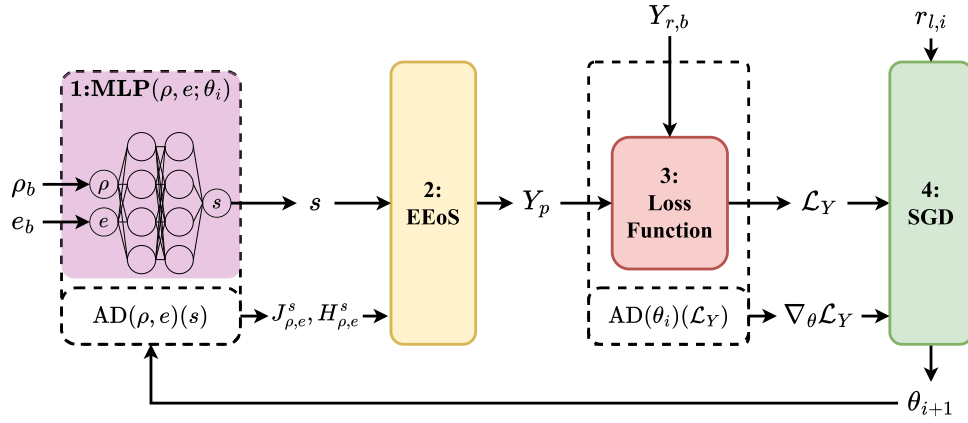 1:MLP(ρ, e; θ_i)
ρ_b
e_b
ρ
e
s
AD(ρ, e)(s)
s
J^s_{ρ,e}, H^s_{ρ,e}
2:
EEoS
Y_p
Y_{r,b}
3:
Loss
Function
AD(θ_i)(ℒ_Y)
ℒ_Y
∇_θℒ_Y
r_{l,i}
4:
SGD
θ_{i+1}